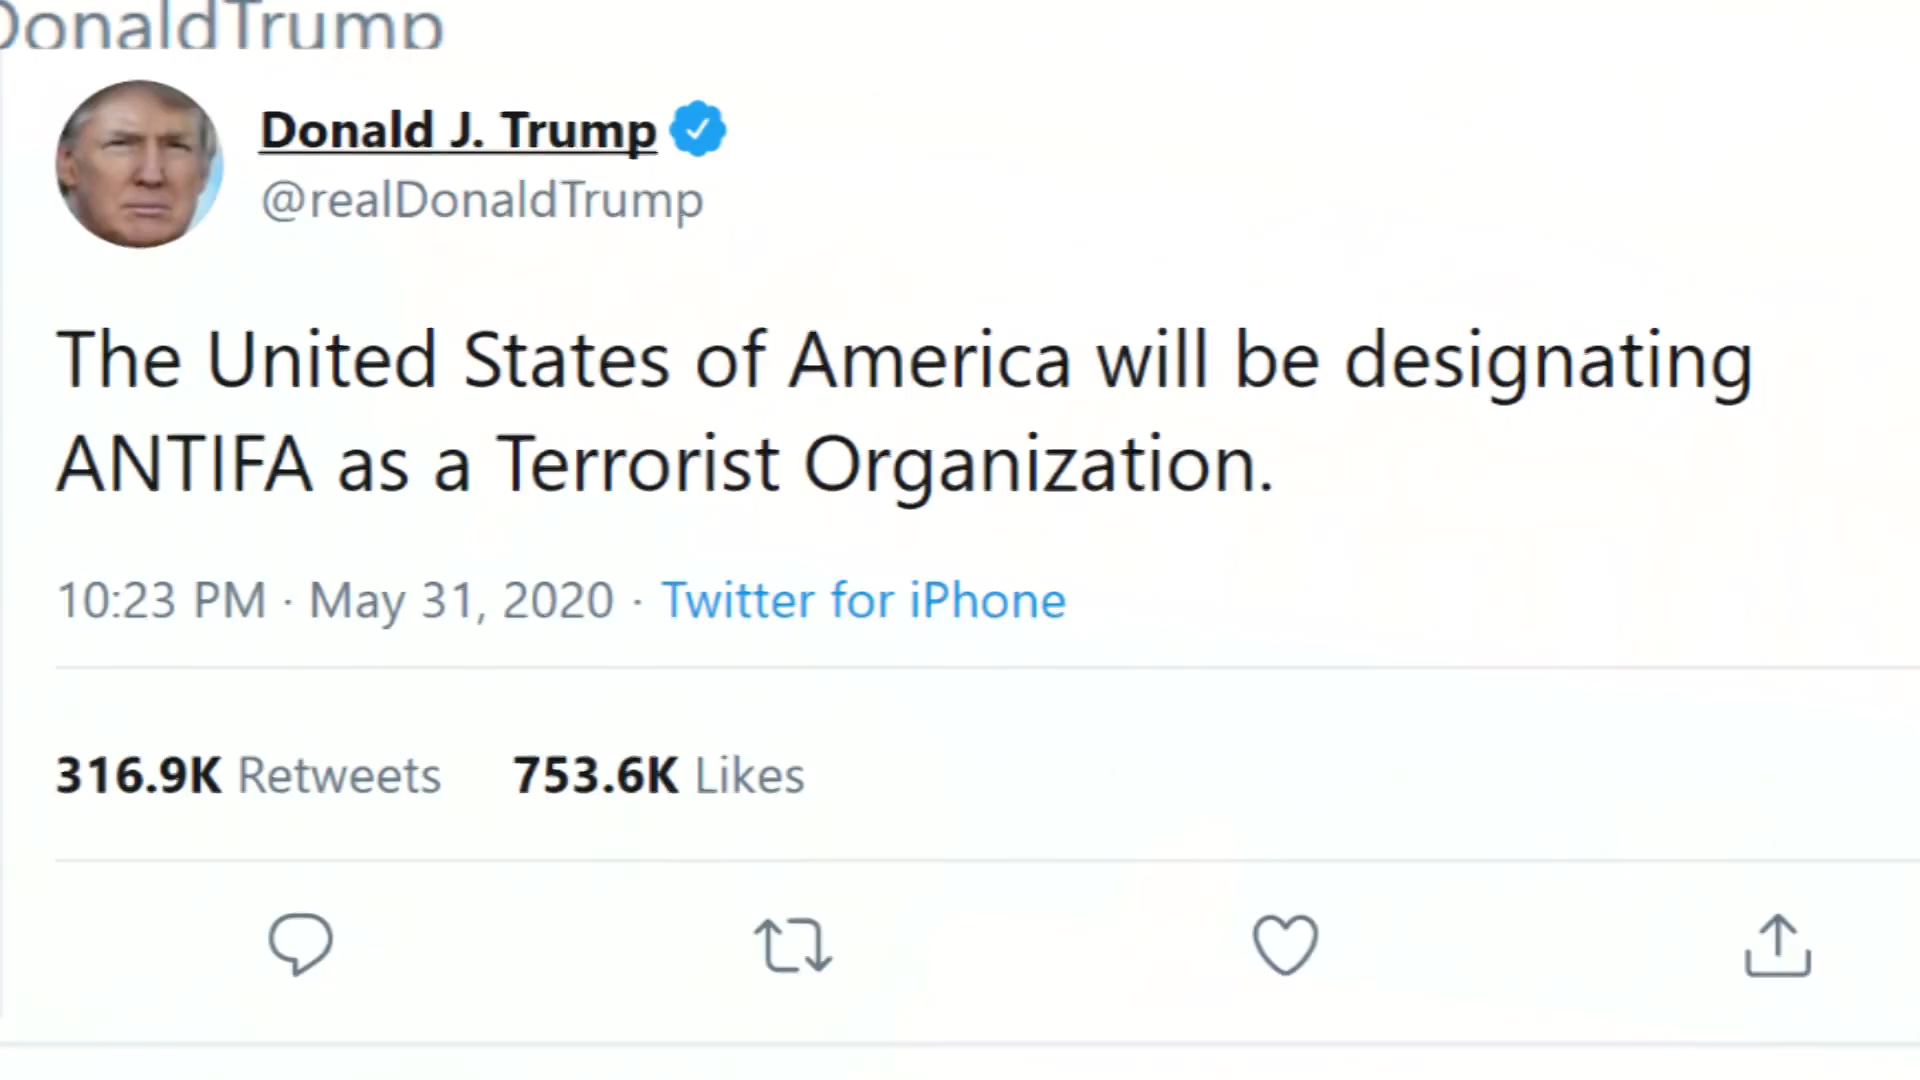 DonaldTrump
Donald J. Trump
@realDonaldTrump
The United States of America will be designating
ANTIFA as a Terrorist Organization.
10:23 PM · May 31, 2020 · Twitter for iPhone
316.9K Retweets 753.6K Likes